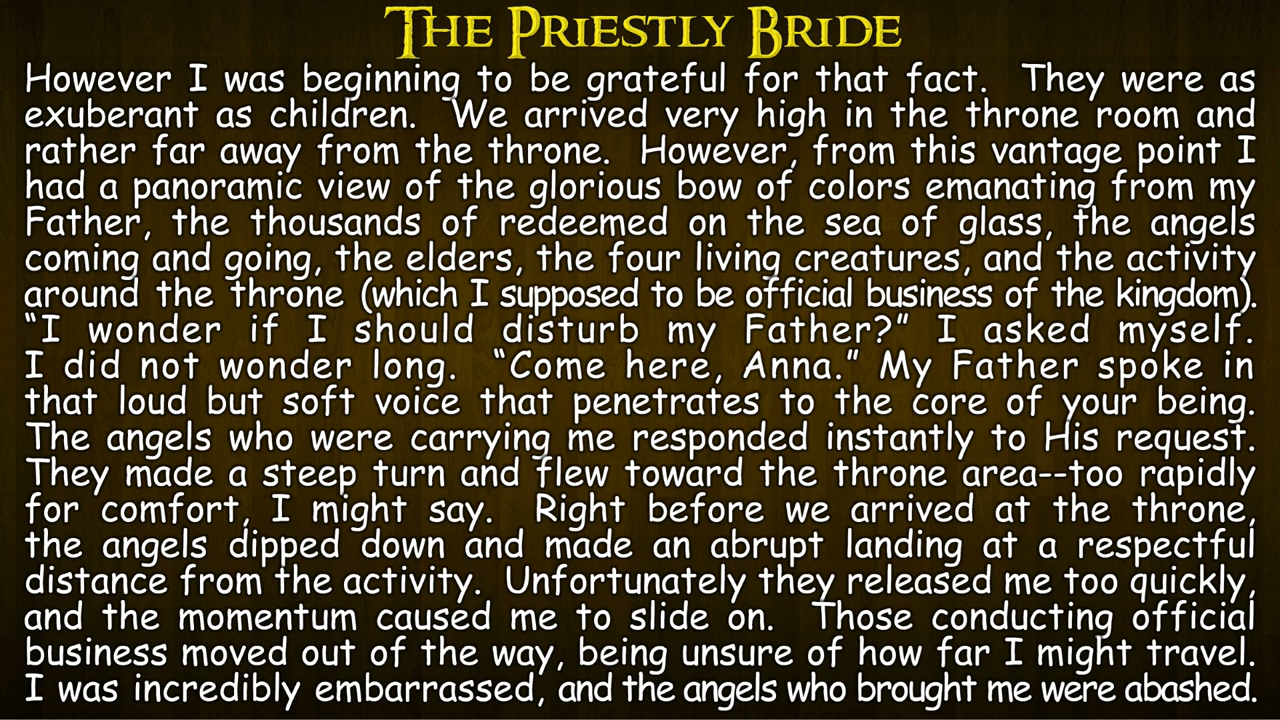 The Priestly Bride
However I was beginning to be grateful for that fact. They were as
exuberant as children. We arrived very high in the throne room and
rather far away from the throne. However, from this vantage point I
had a panoramic view of the glorious bow of colors emanating from my
Father, the thousands of redeemed on the sea of glass, the angels
coming and going, the elders, the four living creatures, and the activity
around the throne (which I supposed to be official business of the kingdom).
“I wonder if I should disturb my Father?” I asked myself.
I did not wonder long. “Come here, Anna.” My Father spoke in
that loud but soft voice that penetrates to the core of your being.
The angels who were carrying me responded instantly to His request.
They made a steep turn and flew toward the throne area--too rapidly
for comfort, I might say. Right before we arrived at the throne,
the angels dipped down and made an abrupt landing at a respectful
distance from the activity. Unfortunately they released me too quickly,
and the momentum caused me to slide on. Those conducting official
business moved out of the way, being unsure of how far I might travel.
I was incredibly embarrassed, and the angels who brought me were abashed.